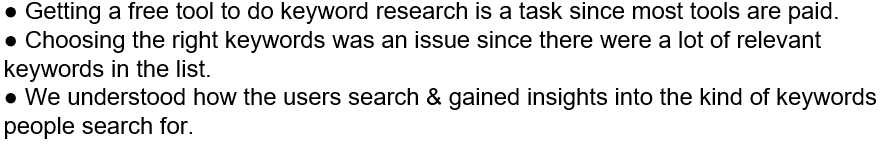 ● Getting a free tool to do keyword research is a task since most tools are paid.
● Choosing the right keywords was an issue since there were a lot of relevant
keywords in the list.
● We understood how the users search & gained insights into the kind of keywords
people search for.